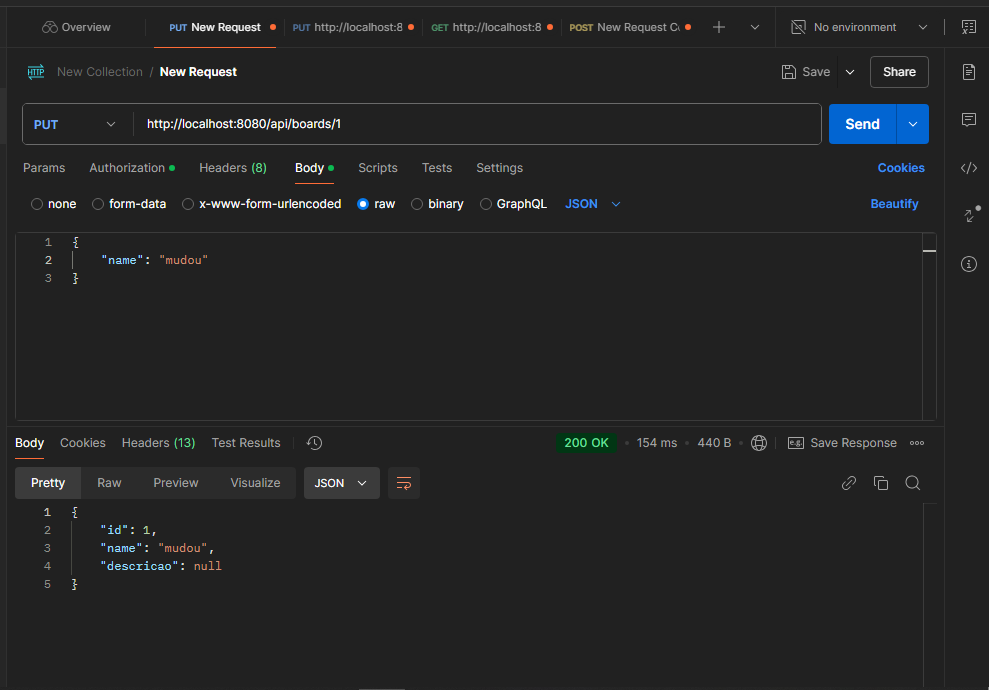 Overview PUT New Request PUT http://localhost:8 GET http://localhost:8 POST New Request Co No environment
HTTP New Collection / New Request Save Share
PUT http://localhost:8080/api/boards/1 Send
Params Authorization Headers (8) Body Scripts Tests Settings Cookies
none form-data x-www-form-urlencoded raw binary GraphQL JSON Beautify
1 {
2 "name": "mudou"
3 }
Body Cookies Headers (13) Test Results 200 OK • 154 ms • 440 B • e.g. Save Response
Pretty Raw Preview Visualize JSON
1 {
2 "id": 1,
3 "name": "mudou",
4 "descricao": null
5 }